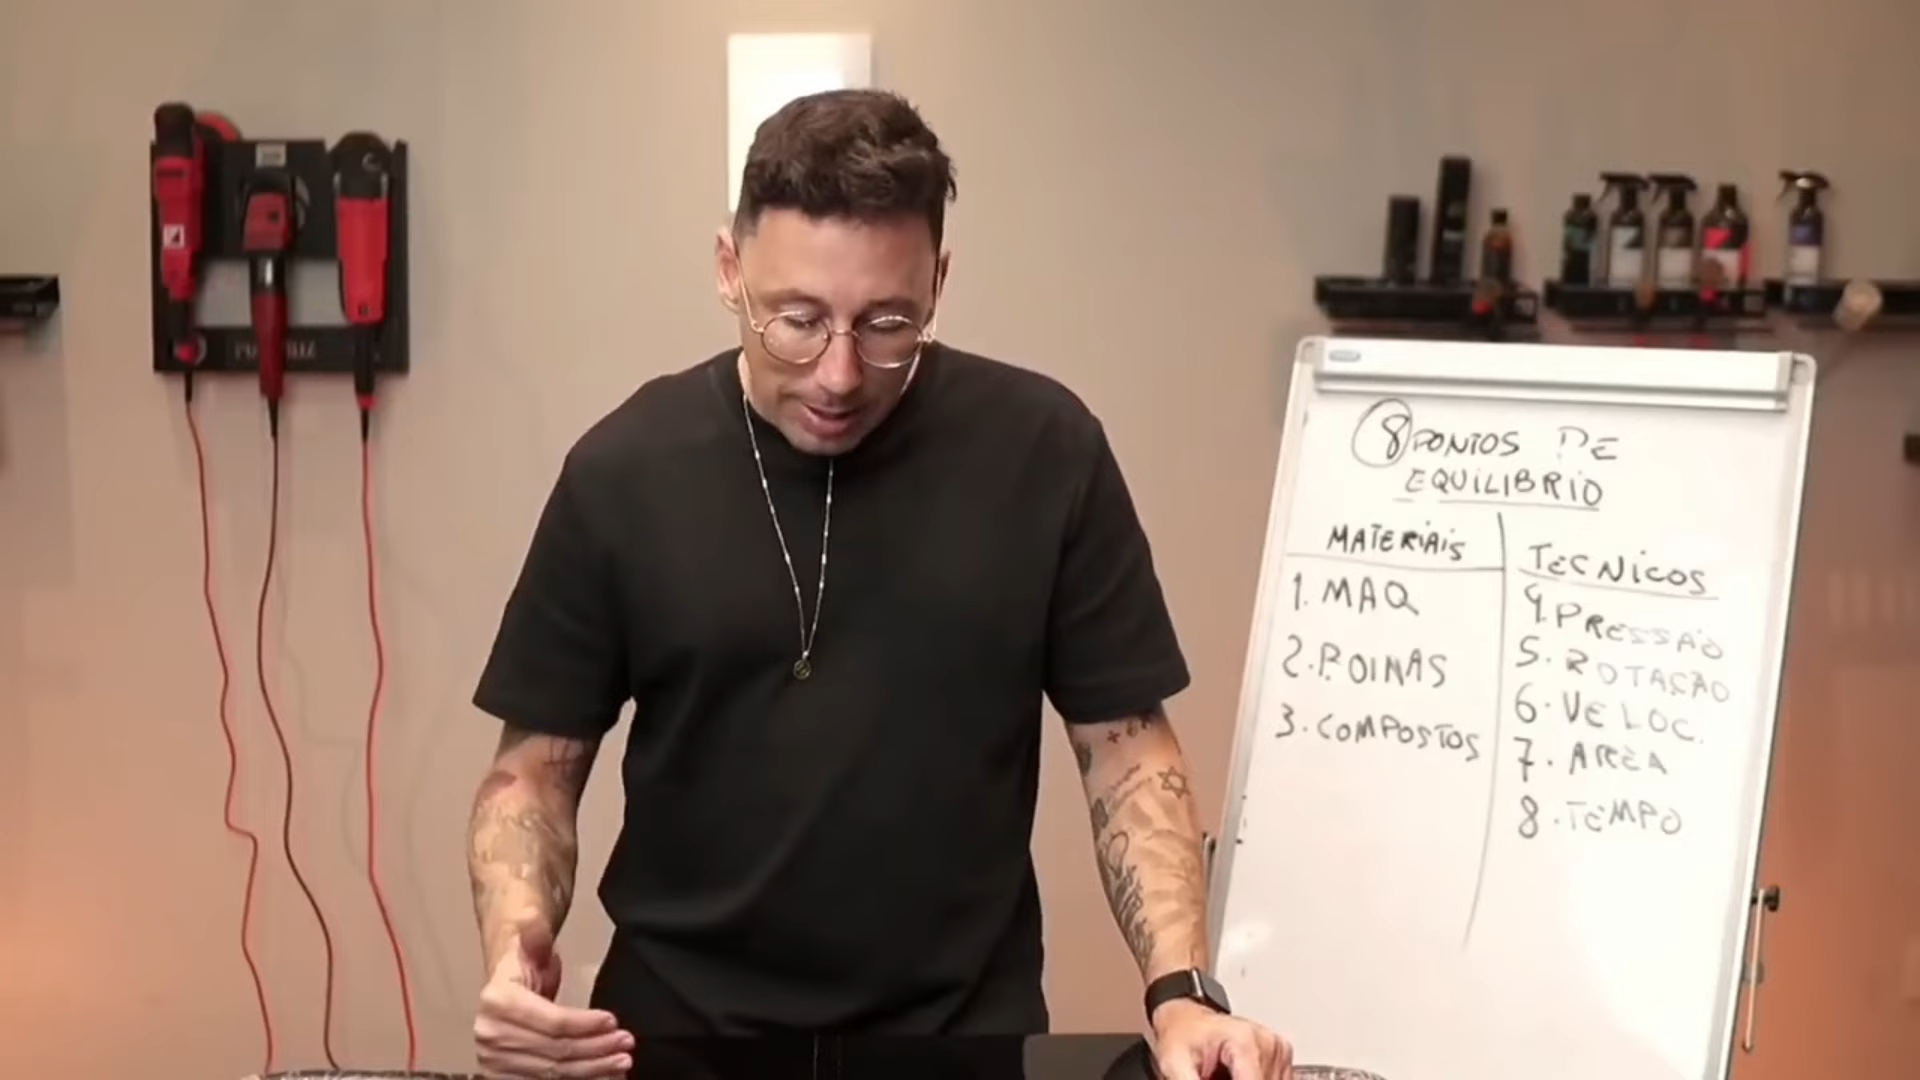 8 PONTOS DE
EQUILIBRIO
MATERIAIS
1. MAQ
2. BOINAS
3. COMPOSTOS
TECNICOS
4. PRESSÃO
5. ROTAÇÃO
6. VELOC.
7. AREA
8. TEMPO